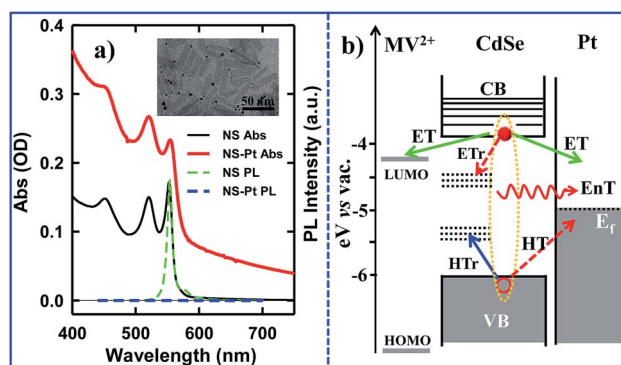 a)
50 nm
NS Abs
NS-Pt Abs
NS PL
NS-Pt PL
Abs (OD)
0.4
0.3
0.2
0.1
0.0
400 500 600 700
Wavelength (nm)
PL Intensity (a.u.)
b)
MV2+ CdSe Pt
CB
ET
ETr
ET
LUMO
EnT
Ef
HT
HTr
VB
HOMO
eV vs vac.
-4
-5
-6